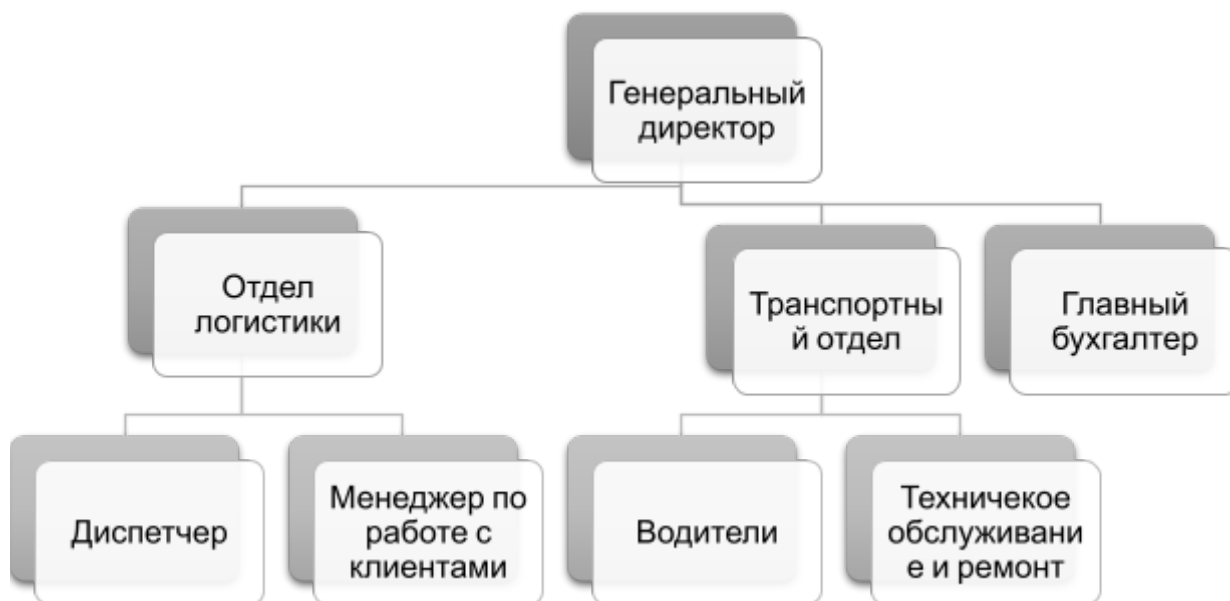 Генеральный
директор
Отдел
логистики
Транспортны
й отдел
Главный
бухгалтер
Диспетчер
Менеджер по
работе с
клиентами
Водители
Техничекое
обслуживани
е и ремонт